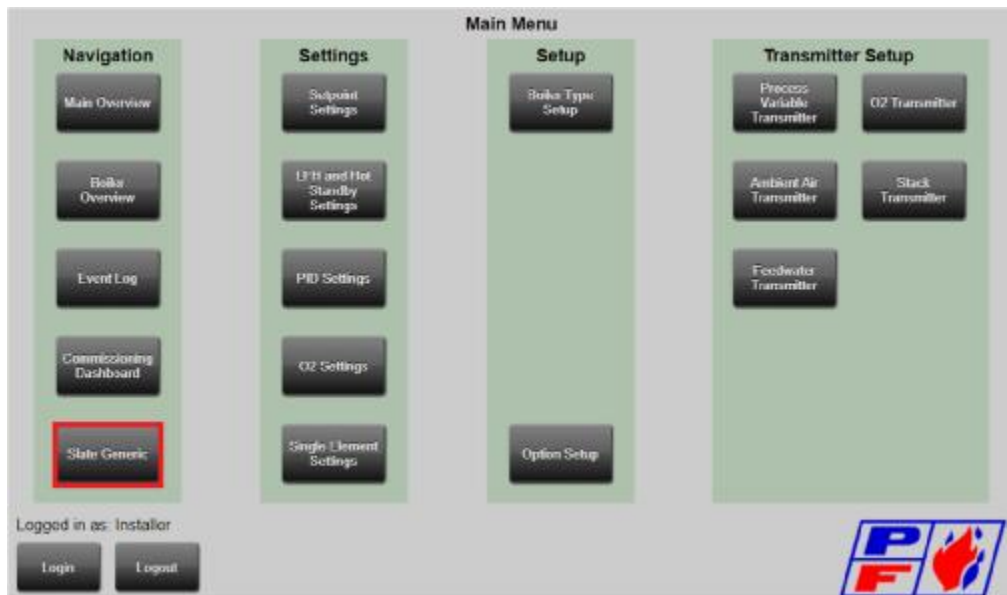 Main Menu
Navigation
Main Overview
Boiler
Overview
Event Log
Commissioning
Dashboard
Slate Generic
Settings
Setpoint
Settings
LFH and Hot
Standby
Settings
PID Settings
O2 Settings
Single Element
Settings
Setup
Boiler Type
Setup
Option Setup
Transmitter Setup
Process
Variable
Transmitter
O2 Transmitter
Ambient Air
Transmitter
Stack
Transmitter
Feedwater
Transmitter
Logged in as: Installor
Login
Logout
P
F